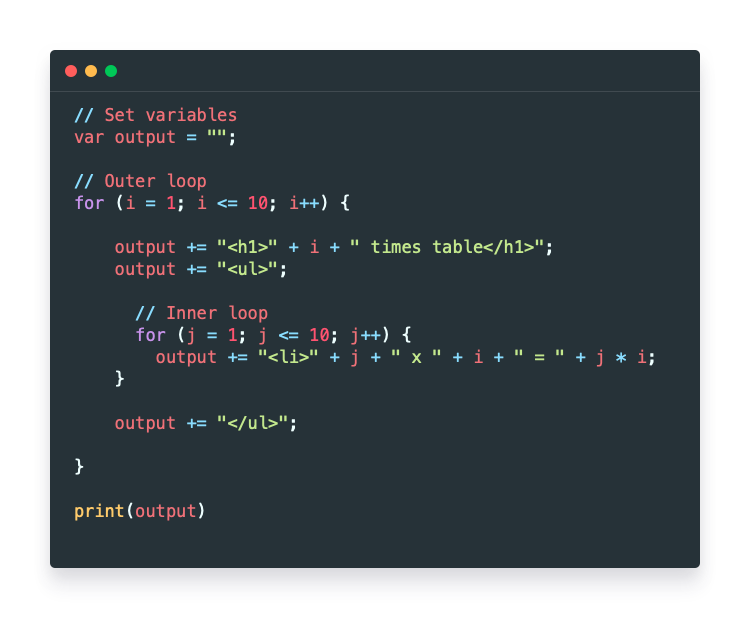 // Set variables
var output = "";
// Outer loop
for (i = 1; i <= 10; i++) {
output += "<h1>" + i + " times table</h1>";
output += "<ul>";
// Inner loop
for (j = 1; j <= 10; j++) {
output += "<li>" + j + " x " + i + " = " + j * i;
}
output += "</ul>";
}
print(output)